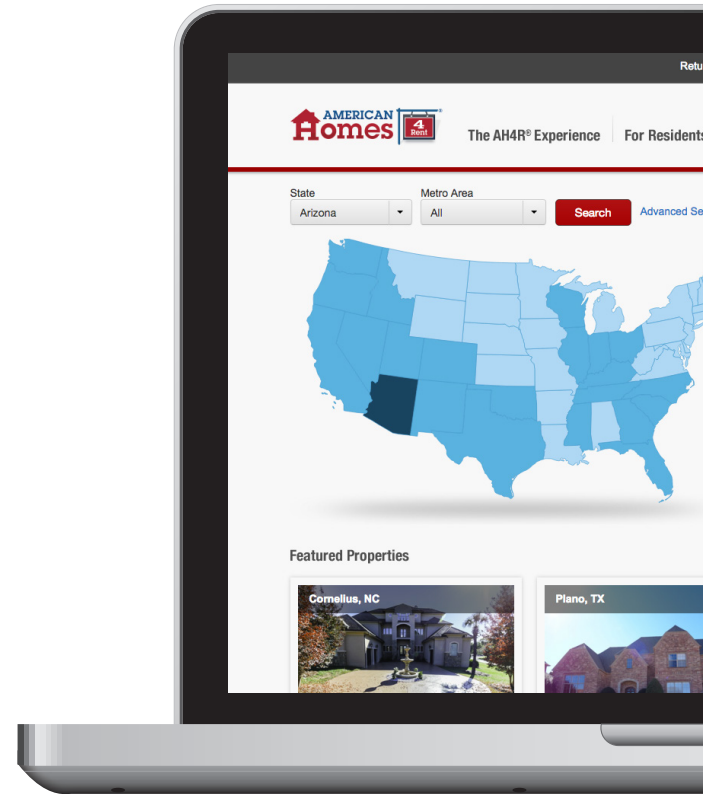 Retu
AMERICAN
Homes
4
Rent
®
The AH4R® Experience
For Residents
State
Metro Area
Arizona
All
Search
Advanced Se
Featured Properties
Cornelius, NC
Plano, TX